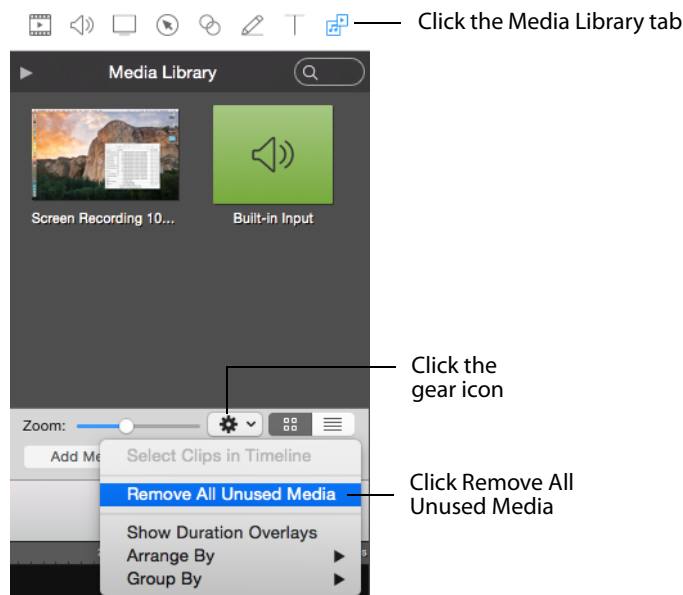 Click the Media Library tab
Media Library
Screen Recording 10...
Built-in Input
Click the
gear icon
Zoom:
Add Me
Select Clips in Timeline
Remove All Unused Media
Click Remove All
Unused Media
Show Duration Overlays
Arrange By
Group By